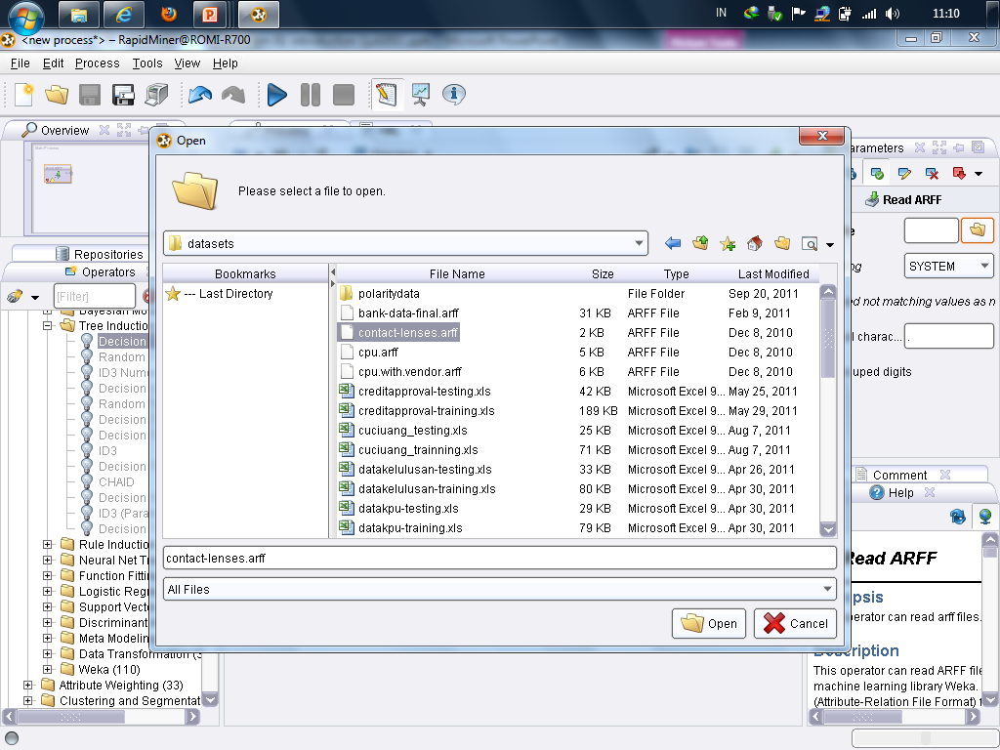 IN 11:10
<new process*> – RapidMiner@ROMI-R700
File Edit Process Tools View Help
Overview
Parameters
Read ARFF
SYSTEM
Repositories
Operators
[Filter]
Open
Please select a file to open.
datasets
Bookmarks
--- Last Directory
File Name Size Type Last Modified
polaritydata File Folder Sep 20, 2011
bank-data-final.arff 31 KB ARFF File Feb 9, 2011
contact-lenses.arff 2 KB ARFF File Dec 8, 2010
cpu.arff 5 KB ARFF File Dec 8, 2010
cpu.with.vendor.arff 6 KB ARFF File Dec 8, 2010
creditapproval-testing.xls 42 KB Microsoft Excel 9... May 25, 2011
creditapproval-training.xls 189 KB Microsoft Excel 9... May 29, 2011
cuciuang_testing.xls 25 KB Microsoft Excel 9... Aug 7, 2011
cuciuang_trainning.xls 71 KB Microsoft Excel 9... Aug 7, 2011
datakelulusan-testing.xls 33 KB Microsoft Excel 9... Apr 26, 2011
datakelulusan-training.xls 80 KB Microsoft Excel 9... Apr 30, 2011
datakpu-testing.xls 29 KB Microsoft Excel 9... Apr 30, 2011
datakpu-training.xls 79 KB Microsoft Excel 9... Apr 30, 2011
contact-lenses.arff
All Files
Open Cancel
Tree Inductio
Decision
Random
ID3 Nume
Decision
Random
Decision
Decision
ID3
Decision
CHAID
Decision
ID3 (Para
Decision
Rule Induction
Neural Net Tr
Function Fittin
Logistic Regr
Support Vecto
Discriminant
Meta Modelin
Data Transformation (
Weka (110)
Attribute Weighting (33)
Clustering and Segmentat
ed not matching values as n
l charac... .
uped digits
Comment
Help
Read ARFF
psis
perator can read arff files.
Description
This operator can read ARFF file
machine learning library Weka.
(Attribute-Relation File Format) f